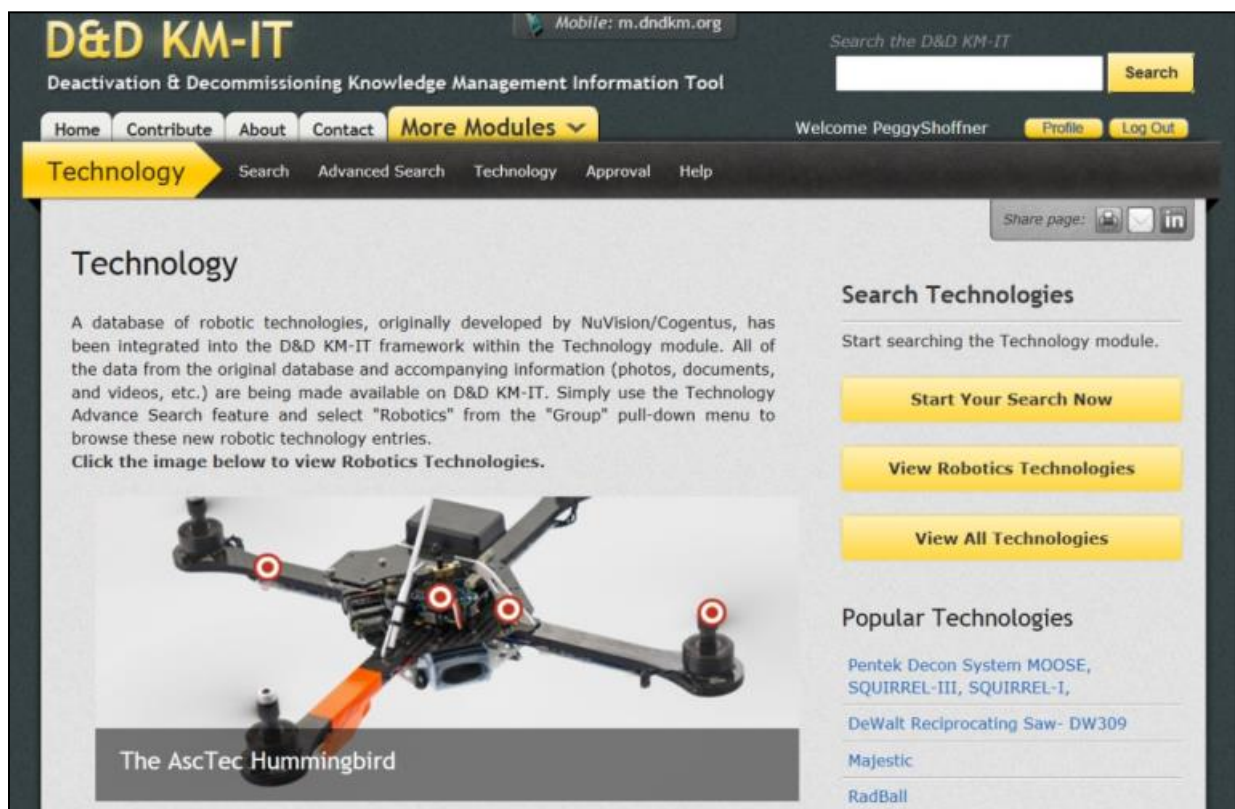 D&D KM-IT
Mobile: m.dndkm.org
Deactivation & Decommissioning Knowledge Management Information Tool
Search the D&D KM-IT
Search
Home Contribute About Contact More Modules
Welcome PeggyShoffner Profile Log Out
Technology Search Advanced Search Technology Approval Help
Share page: in
Technology
A database of robotic technologies, originally developed by NuVision/Cogentus, has
been integrated into the D&D KM-IT framework within the Technology module. All of
the data from the original database and accompanying information (photos, documents,
and videos, etc.) are being made available on D&D KM-IT. Simply use the Technology
Advance Search feature and select "Robotics" from the "Group" pull-down menu to
browse these new robotic technology entries.
Click the image below to view Robotics Technologies.
The AscTec Hummingbird
Search Technologies
Start searching the Technology module.
Start Your Search Now
View Robotics Technologies
View All Technologies
Popular Technologies
Pentek Decon System MOOSE,
SQUIRREL-III, SQUIRREL-I,
DeWalt Reciprocating Saw- DW309
Majestic
RadBall